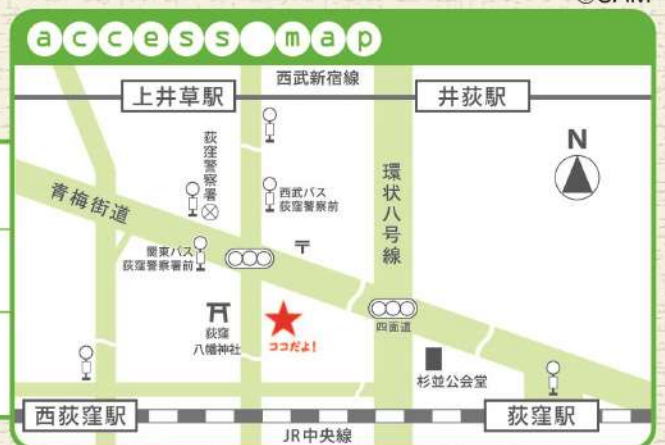 ©SAM
access map
西武新宿線
上井草駅
井荻駅
荻窪警察署
N
西武バス
荻窪警察前
環状八号線
青梅街道
関東バス
荻窪警察署前
〒
四面道
荻窪
八幡神社
ココだよ!
杉並公会堂
西荻窪駅
荻窪駅
JR中央線